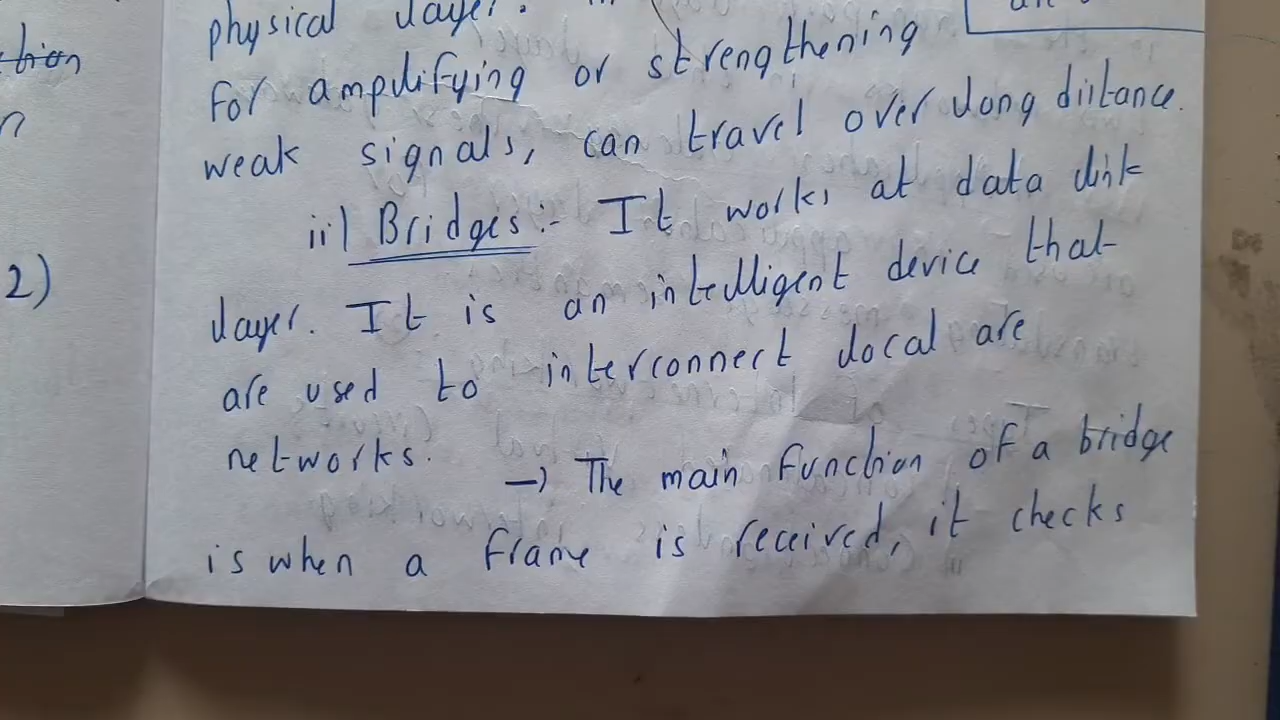 physical layer.
for amplifying or strengthening
weak signals, can travel over long distance.
ii) Bridges:- It works at data link
layer. It is an intelligent device that
are used to interconnect local are
networks. → The main function of a bridge
is when a frame is received, it checks
2)